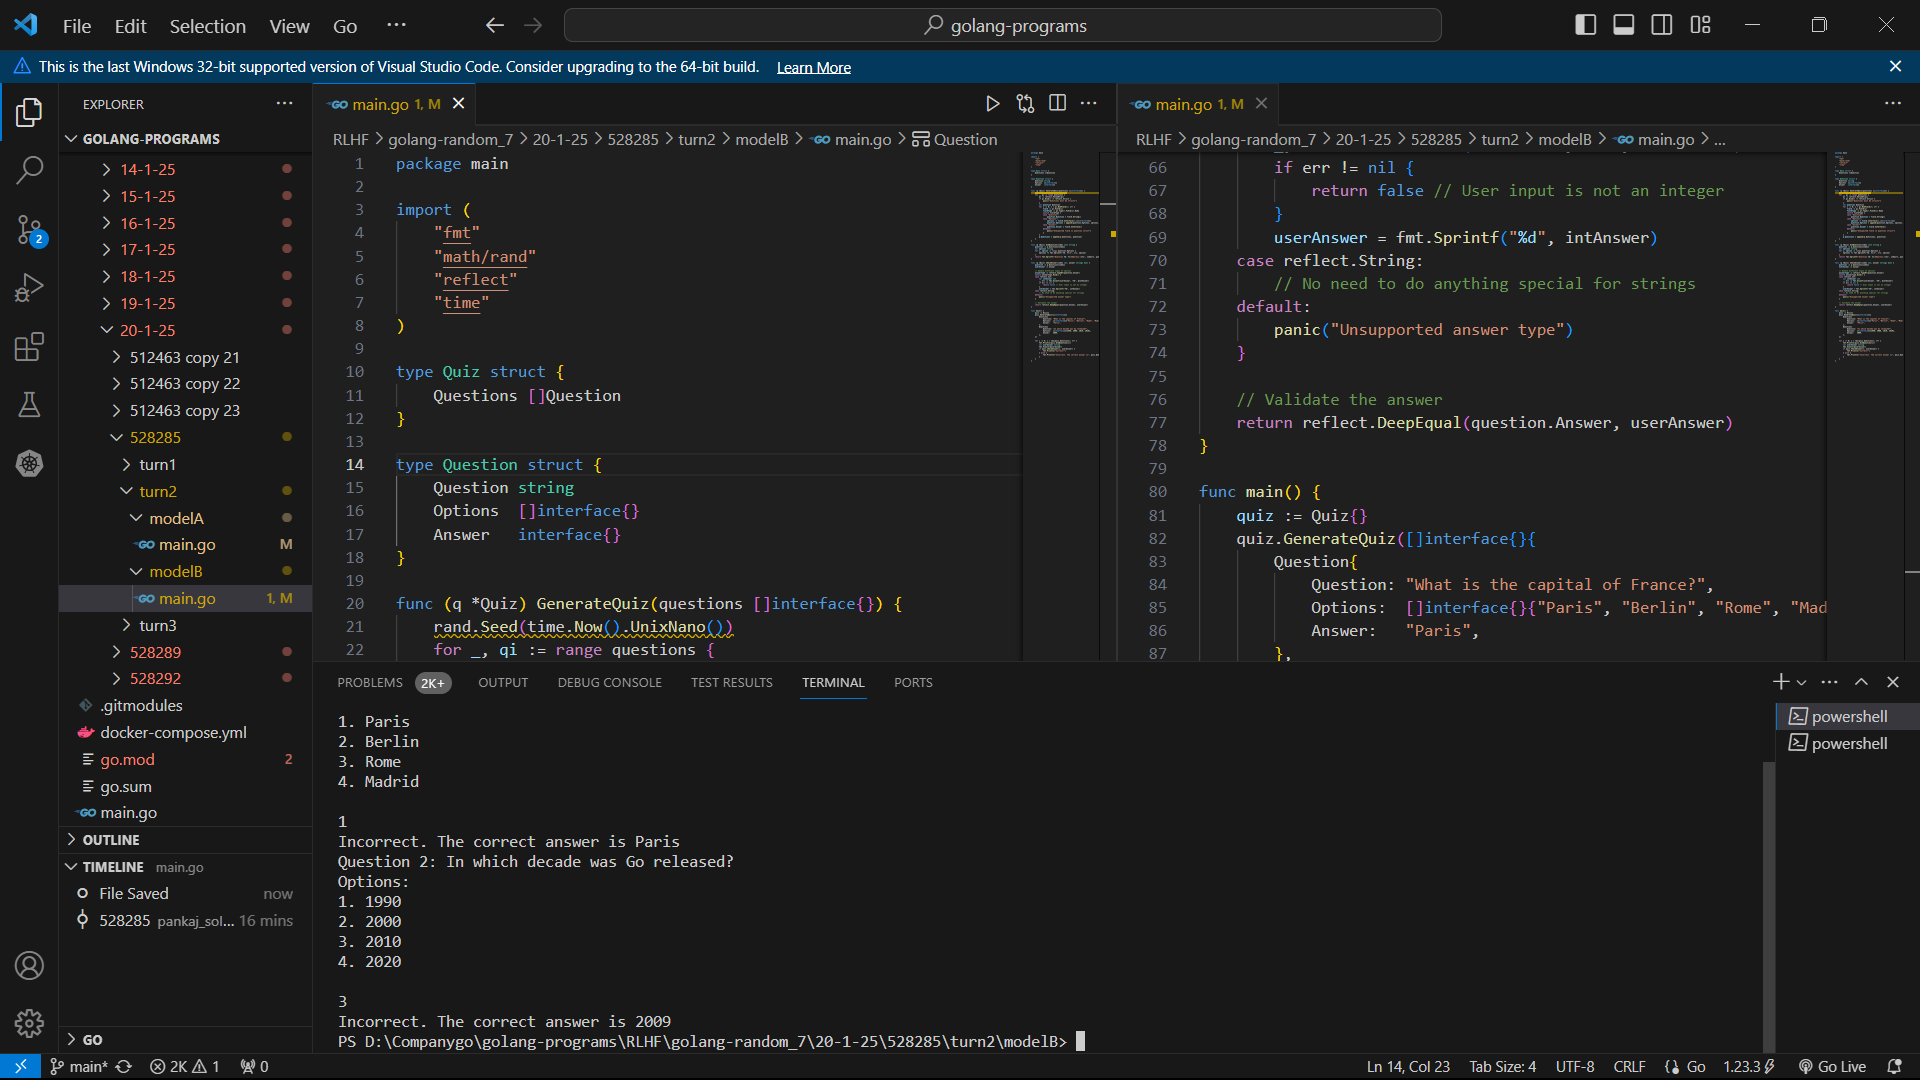 File Edit Selection View Go ··· golang-programs
This is the last Windows 32-bit supported version of Visual Studio Code. Consider upgrading to the 64-bit build. Learn More
EXPLORER
GOLANG-PROGRAMS
14-1-25
15-1-25
16-1-25
17-1-25
18-1-25
19-1-25
20-1-25
512463 copy 21
512463 copy 22
512463 copy 23
528285
turn1
turn2
modelA
main.go M
modelB
main.go 1, M
turn3
528289
528292
.gitmodules
docker-compose.yml
go.mod 2
go.sum
main.go
OUTLINE
TIMELINE main.go
File Saved now
528285 pankaj_sol... 16 mins
GO
2
main.go 1, M
RLHF > golang-random_7 > 20-1-25 > 528285 > turn2 > modelB > main.go > Question
1 package main
2
3 import (
4 "fmt"
5 "math/rand"
6 "reflect"
7 "time"
8 )
9
10 type Quiz struct {
11 Questions []Question
12 }
13
14 type Question struct {
15 Question string
16 Options []interface{}
17 Answer interface{}
18 }
19
20 func (q *Quiz) GenerateQuiz(questions []interface{}) {
21 rand.Seed(time.Now().UnixNano())
22 for _, qi := range questions {
main.go 1, M
RLHF > golang-random_7 > 20-1-25 > 528285 > turn2 > modelB > main.go > ...
66 if err != nil {
67 return false // User input is not an integer
68 }
69 userAnswer = fmt.Sprintf("%d", intAnswer)
70 case reflect.String:
71 // No need to do anything special for strings
72 default:
73 panic("Unsupported answer type")
74 }
75
76 // Validate the answer
77 return reflect.DeepEqual(question.Answer, userAnswer)
78 }
79
80 func main() {
81 quiz := Quiz{}
82 quiz.GenerateQuiz([]interface{}{
83 Question{
84 Question: "What is the capital of France?",
85 Options: []interface{}{"Paris", "Berlin", "Rome", "Mad
86 Answer: "Paris",
87 },
PROBLEMS 2K+ OUTPUT DEBUG CONSOLE TEST RESULTS TERMINAL PORTS
1. Paris
2. Berlin
3. Rome
4. Madrid
1
Incorrect. The correct answer is Paris
Question 2: In which decade was Go released?
Options:
1. 1990
2. 2000
3. 2010
4. 2020
3
Incorrect. The correct answer is 2009
PS D:\Companygo\golang-programs\RLHF\golang-random_7\20-1-25\528285\turn2\modelB>
powershell
powershell
main* 2K 1 0 Ln 14, Col 23 Tab Size: 4 UTF-8 CRLF Go 1.23.3 Go Live